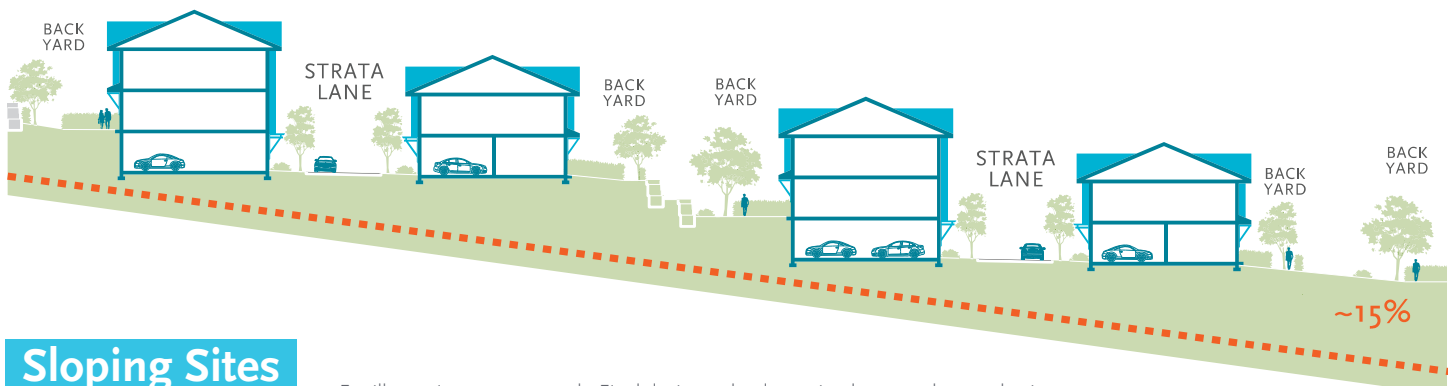 BACK
YARD
STRATA
LANE
BACK
YARD
BACK
YARD
STRATA
LANE
BACK
YARD
BACK
YARD
~15%
Sloping Sites